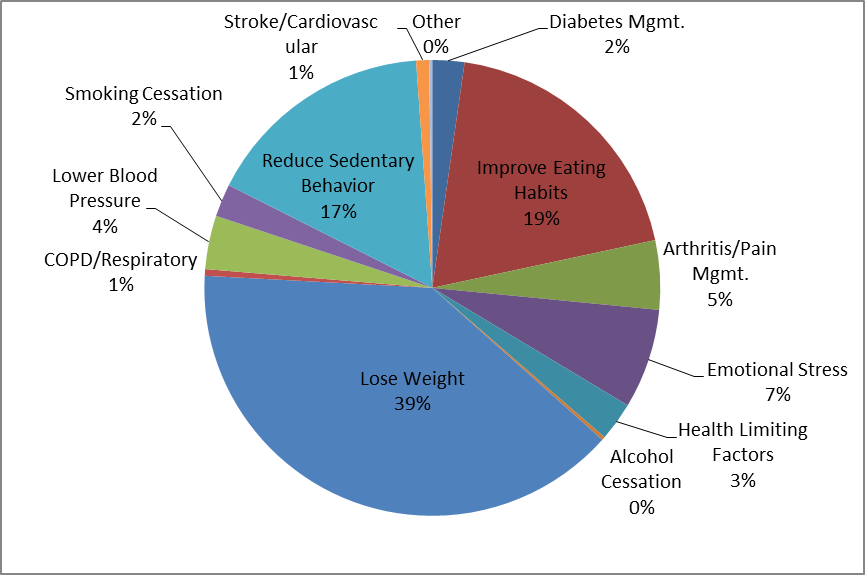 Stroke/Cardiovasc
ular
1%
Other
0%
Diabetes Mgmt.
2%
Smoking Cessation
2%
Reduce Sedentary
Behavior
17%
Improve Eating
Habits
19%
Lower Blood
Pressure
4%
COPD/Respiratory
1%
Arthritis/Pain
Mgmt.
5%
Lose Weight
39%
Emotional Stress
7%
Health Limiting
Factors
3%
Alcohol
Cessation
0%